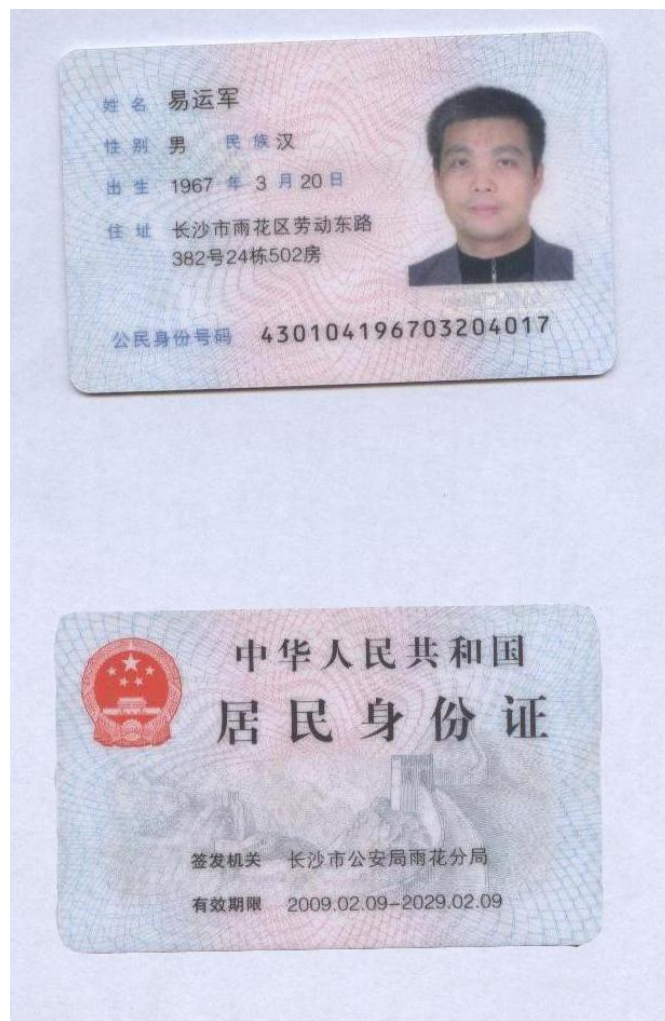 姓名 易运军
性别 男 民族 汉
出生 1967 年 3 月 20 日
住址 长沙市雨花区劳动东路
382号24栋502房
公民身份号码 430104196703204017
中华人民共和国
居民身份证
签发机关 长沙市公安局雨花分局
有效期限 2009.02.09-2029.02.09